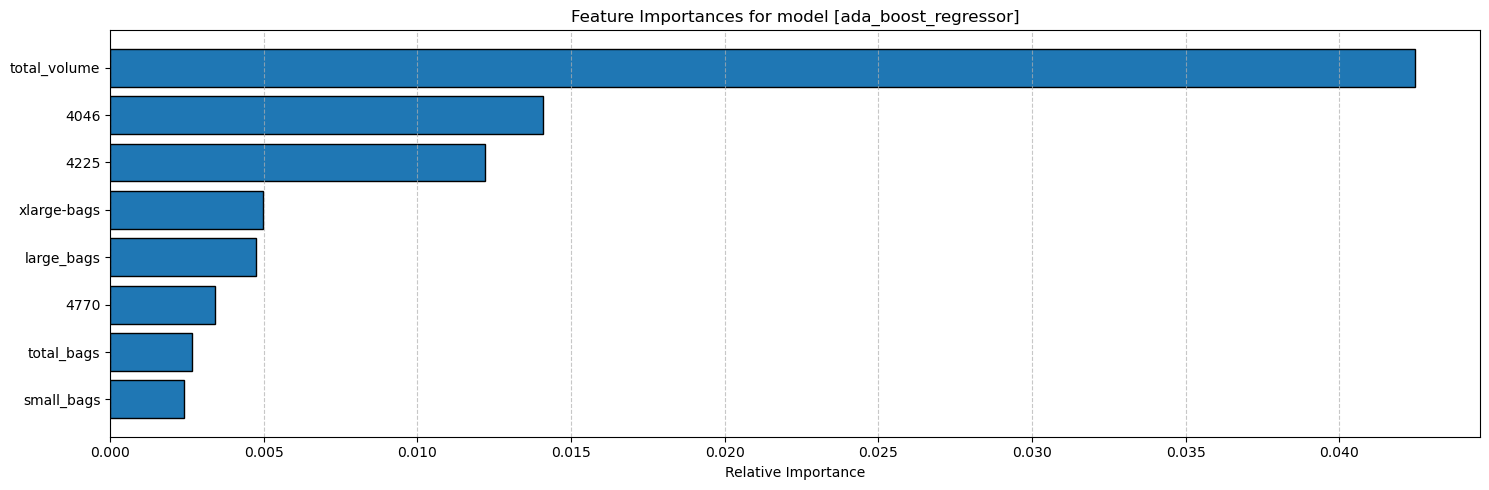 Feature Importances for model [ada_boost_regressor]
total_volume
4046
4225
xlarge-bags
large_bags
4770
total_bags
small_bags
0.000 0.005 0.010 0.015 0.020 0.025 0.030 0.035 0.040
Relative Importance